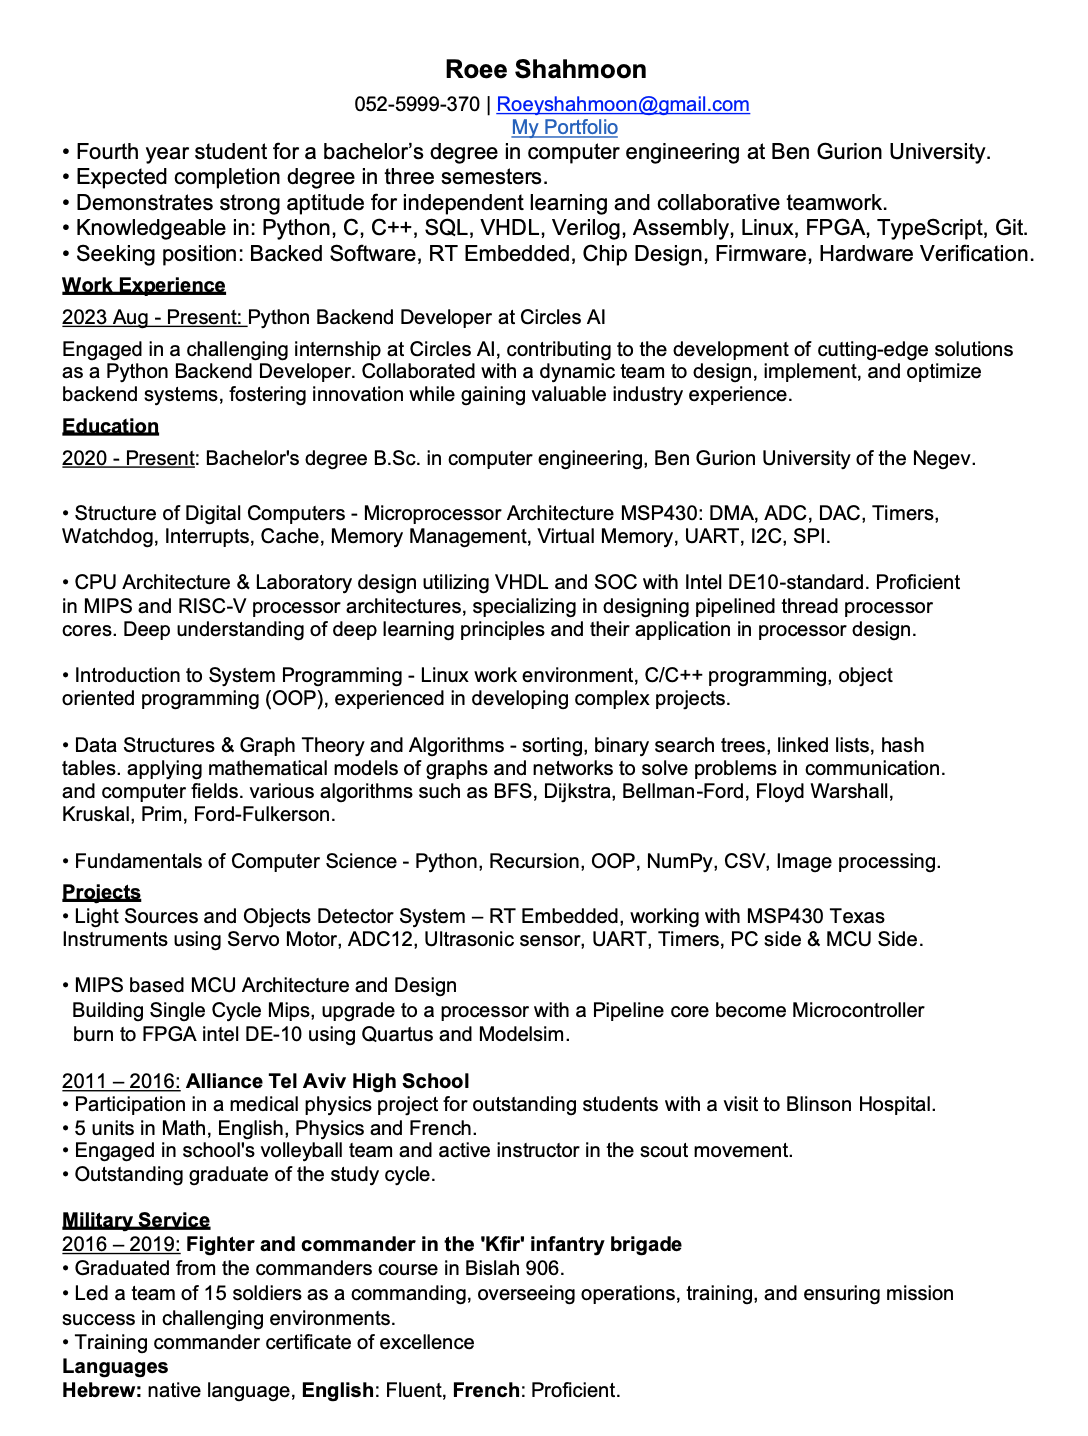 Roee Shahmoon
052-5999-370 | Roeyshahmoon@gmail.com
My Portfolio
• Fourth year student for a bachelor’s degree in computer engineering at Ben Gurion University.
• Expected completion degree in three semesters.
• Demonstrates strong aptitude for independent learning and collaborative teamwork.
• Knowledgeable in: Python, C, C++, SQL, VHDL, Verilog, Assembly, Linux, FPGA, TypeScript, Git.
• Seeking position: Backed Software, RT Embedded, Chip Design, Firmware, Hardware Verification.
Work Experience
2023 Aug - Present: Python Backend Developer at Circles AI
Engaged in a challenging internship at Circles AI, contributing to the development of cutting-edge solutions
as a Python Backend Developer. Collaborated with a dynamic team to design, implement, and optimize
backend systems, fostering innovation while gaining valuable industry experience.
Education
2020 - Present: Bachelor's degree B.Sc. in computer engineering, Ben Gurion University of the Negev.
• Structure of Digital Computers - Microprocessor Architecture MSP430: DMA, ADC, DAC, Timers,
Watchdog, Interrupts, Cache, Memory Management, Virtual Memory, UART, I2C, SPI.
• CPU Architecture & Laboratory design utilizing VHDL and SOC with Intel DE10-standard. Proficient
in MIPS and RISC-V processor architectures, specializing in designing pipelined thread processor
cores. Deep understanding of deep learning principles and their application in processor design.
• Introduction to System Programming - Linux work environment, C/C++ programming, object
oriented programming (OOP), experienced in developing complex projects.
• Data Structures & Graph Theory and Algorithms - sorting, binary search trees, linked lists, hash
tables. applying mathematical models of graphs and networks to solve problems in communication.
and computer fields. various algorithms such as BFS, Dijkstra, Bellman-Ford, Floyd Warshall,
Kruskal, Prim, Ford-Fulkerson.
• Fundamentals of Computer Science - Python, Recursion, OOP, NumPy, CSV, Image processing.
Projects
• Light Sources and Objects Detector System – RT Embedded, working with MSP430 Texas
Instruments using Servo Motor, ADC12, Ultrasonic sensor, UART, Timers, PC side & MCU Side.
• MIPS based MCU Architecture and Design
Building Single Cycle Mips, upgrade to a processor with a Pipeline core become Microcontroller
burn to FPGA intel DE-10 using Quartus and Modelsim.
2011 – 2016: Alliance Tel Aviv High School
• Participation in a medical physics project for outstanding students with a visit to Blinson Hospital.
• 5 units in Math, English, Physics and French.
• Engaged in school's volleyball team and active instructor in the scout movement.
• Outstanding graduate of the study cycle.
Military Service
2016 – 2019: Fighter and commander in the 'Kfir' infantry brigade
• Graduated from the commanders course in Bislah 906.
• Led a team of 15 soldiers as a commanding, overseeing operations, training, and ensuring mission
success in challenging environments.
• Training commander certificate of excellence
Languages
Hebrew: native language, English: Fluent, French: Proficient.